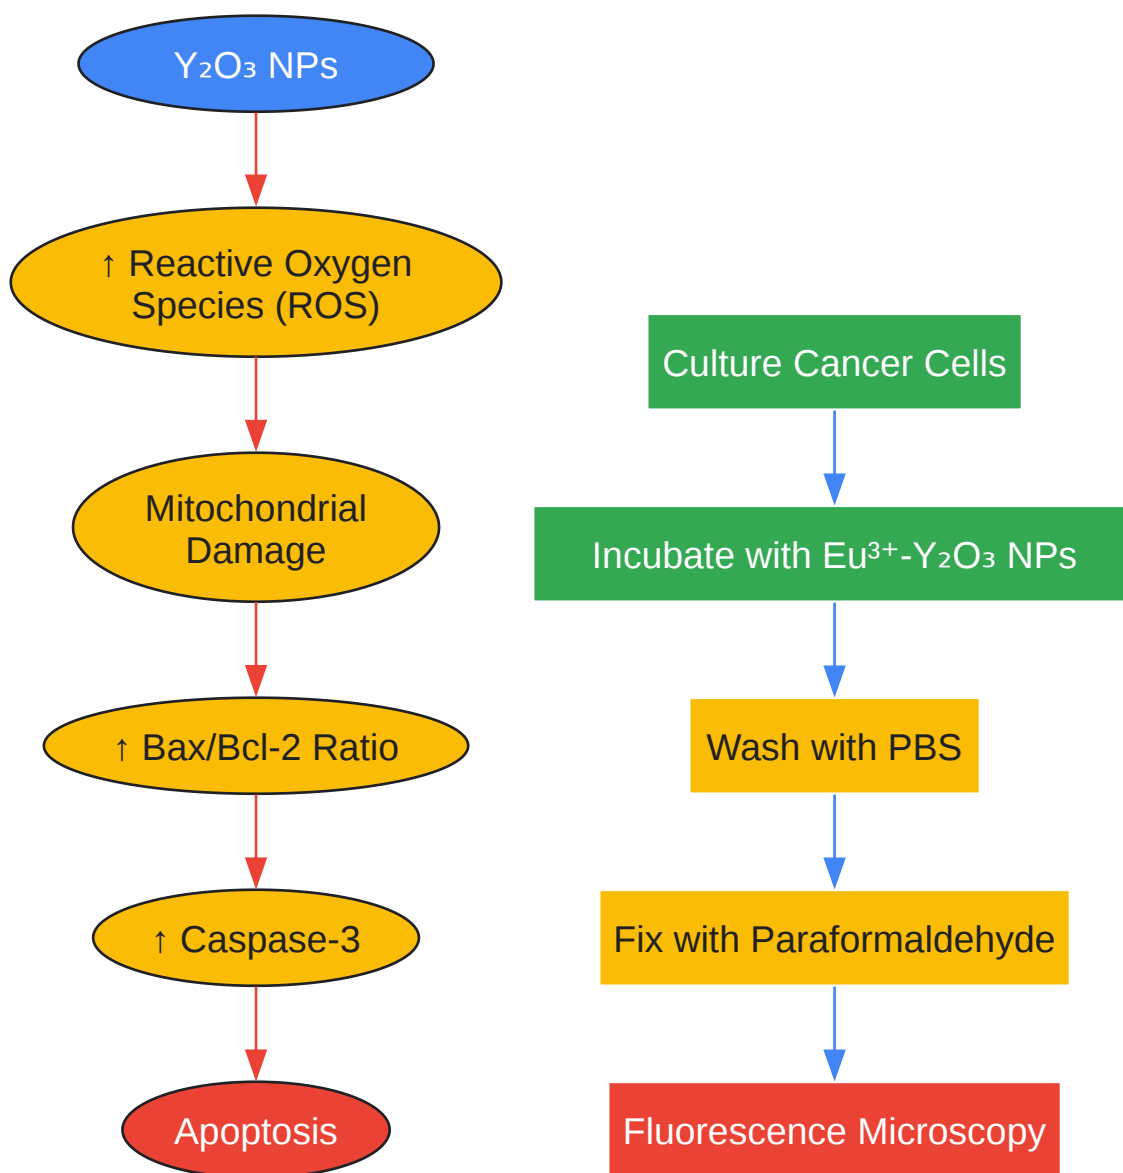 Y₂O₃ NPs
↑ Reactive Oxygen
Species (ROS)
Mitochondrial
Damage
↑ Bax/Bcl-2 Ratio
↑ Caspase-3
Apoptosis
Culture Cancer Cells
Incubate with Eu³⁺-Y₂O₃ NPs
Wash with PBS
Fix with Paraformaldehyde
Fluorescence Microscopy